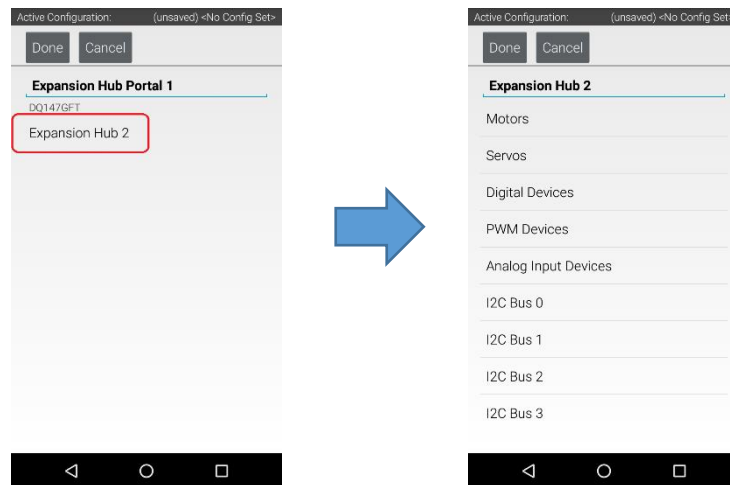 Active Configuration: (unsaved) <No Config Set>
Done Cancel
Expansion Hub Portal 1
DQ147GFT
Expansion Hub 2
Active Configuration: (unsaved) <No Config Set>
Done Cancel
Expansion Hub 2
Motors
Servos
Digital Devices
PWM Devices
Analog Input Devices
I2C Bus 0
I2C Bus 1
I2C Bus 2
I2C Bus 3